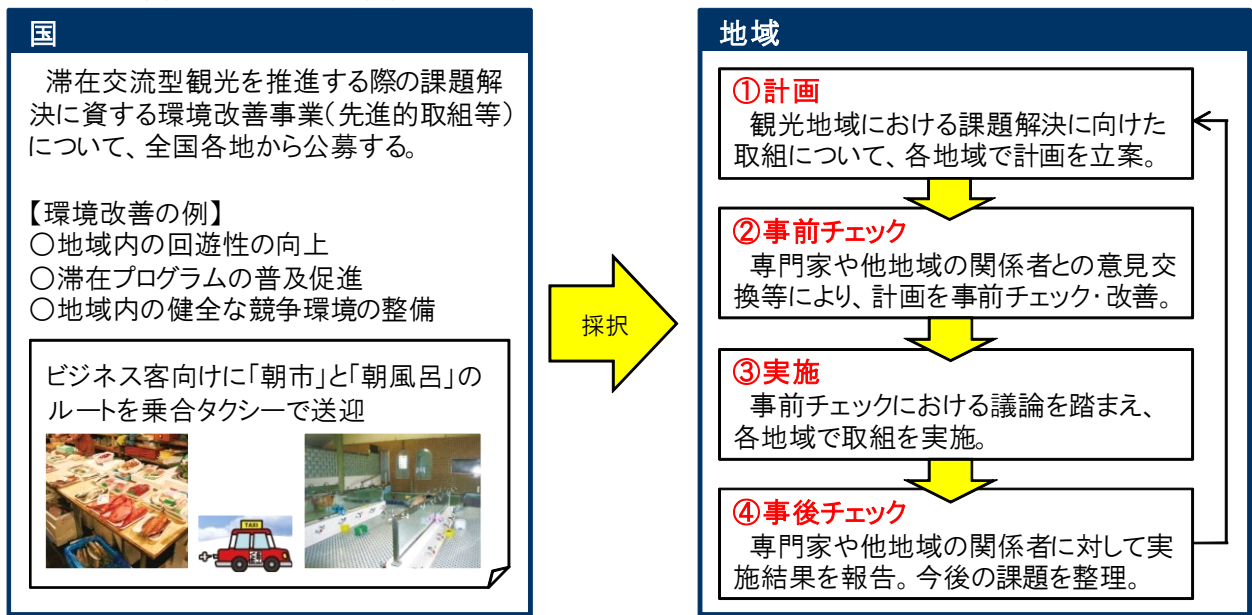 国
滞在交流型観光を推進する際の課題解
決に資する環境改善事業(先進的取組等)
について、全国各地から公募する。
【環境改善の例】
○地域内の回遊性の向上
○滞在プログラムの普及促進
○地域内の健全な競争環境の整備
ビジネス客向けに「朝市」と「朝風呂」の
ルートを乗合タクシーで送迎
TAXI
採択
地域
①計画
観光地域における課題解決に向けた
取組について、各地域で計画を立案。
②事前チェック
専門家や他地域の関係者との意見交
換等により、計画を事前チェック・改善。
③実施
事前チェックにおける議論を踏まえ、
各地域で取組を実施。
④事後チェック
専門家や他地域の関係者に対して実
施結果を報告。今後の課題を整理。